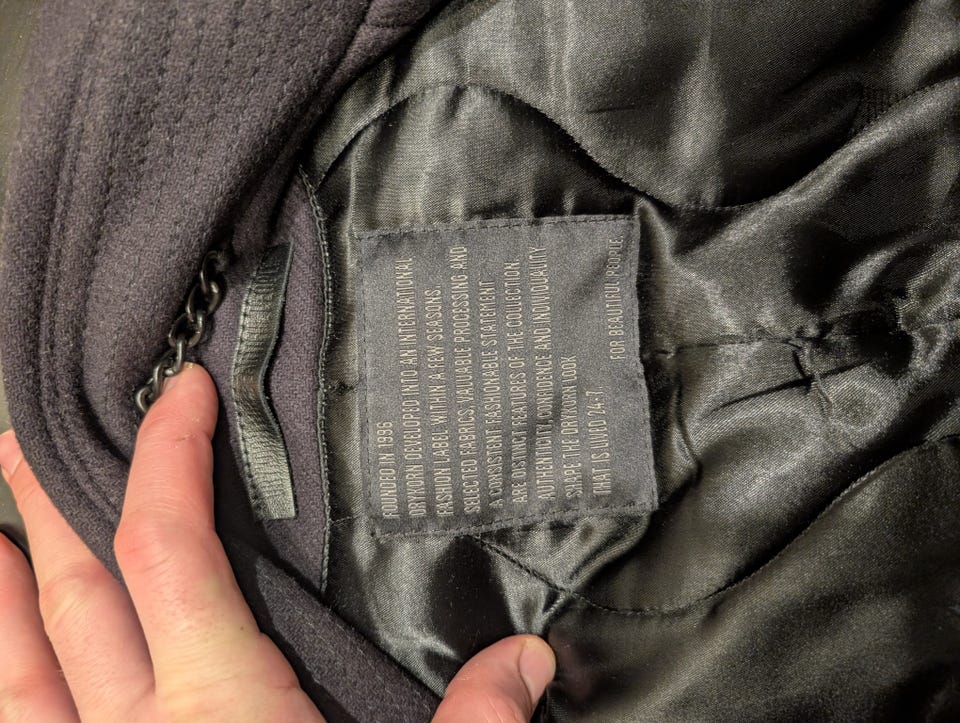 FOUNDED IN 1996
DRYKORN DEVELOPED INTO AN INTERNATIONAL
FASHION LABEL WITHIN A FEW SEASONS.
SELECTED FABRICS, VALUABLE PROCESSING AND
A CONSISTENT FASHIONABLE STATEMENT
ARE DISTINCT FEATURES OF THE COLLECTION.
AUTHENTICITY, CONFIDENCE AND INDIVIDUALITY
SHAPE THE DRYKORN LOOK
THAT IS LIVED 24-7
FOR BEAUTIFUL PEOPLE.